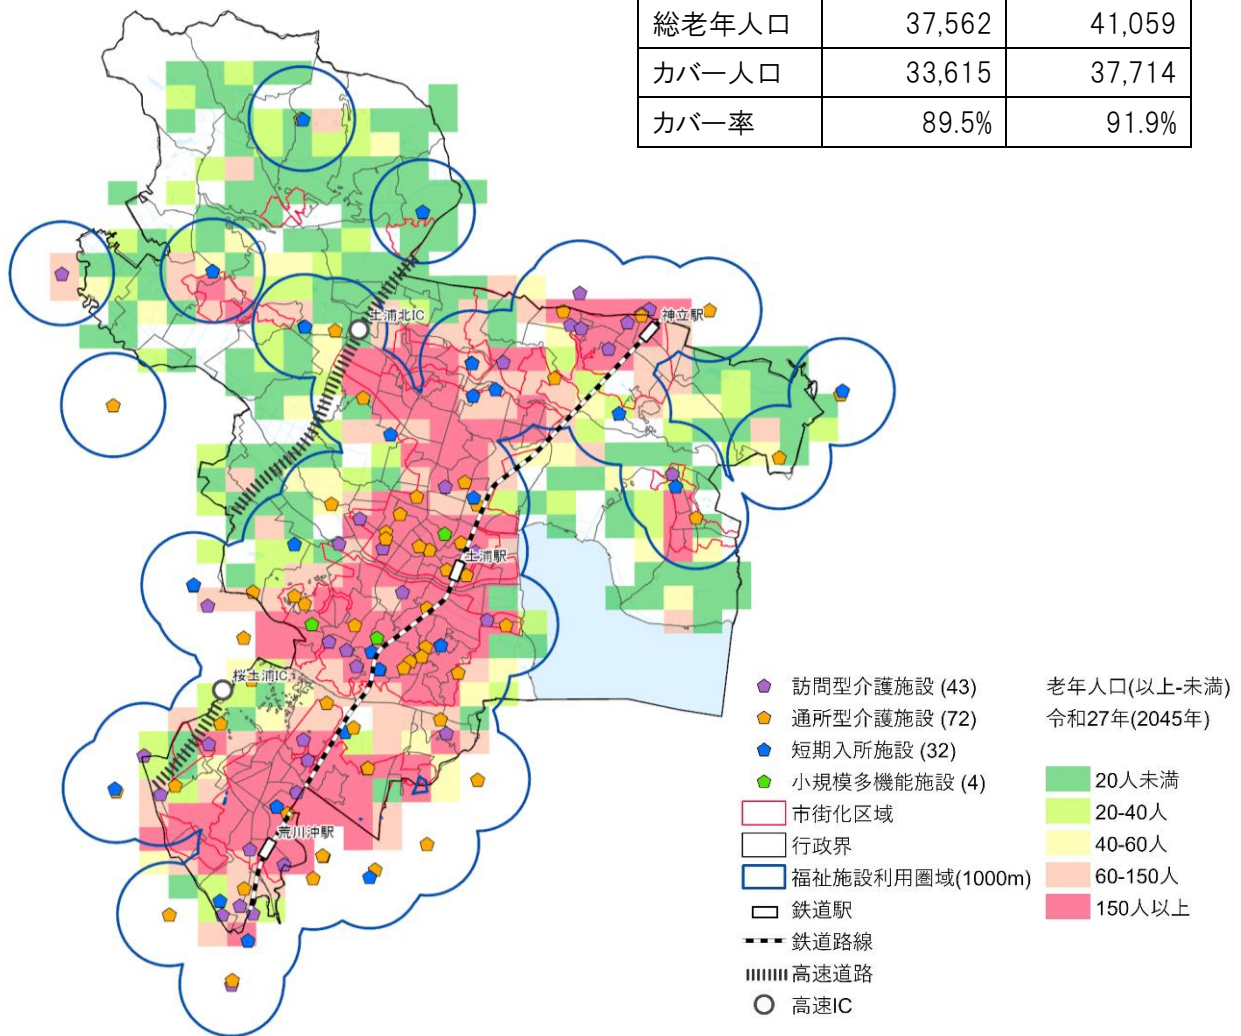 総老年人口 37,562 41,059
カバー人口 33,615 37,714
カバー率 89.5% 91.9%
土浦北IC
神立駅
土浦駅
桜土浦IC
荒川沖駅
訪問型介護施設 (43)
通所型介護施設 (72)
短期入所施設 (32)
小規模多機能施設 (4)
市街化区域
行政界
福祉施設利用圏域(1000m)
鉄道駅
鉄道路線
高速道路
高速IC
老年人口(以上-未満)
令和27年(2045年)
20人未満
20-40人
40-60人
60-150人
150人以上